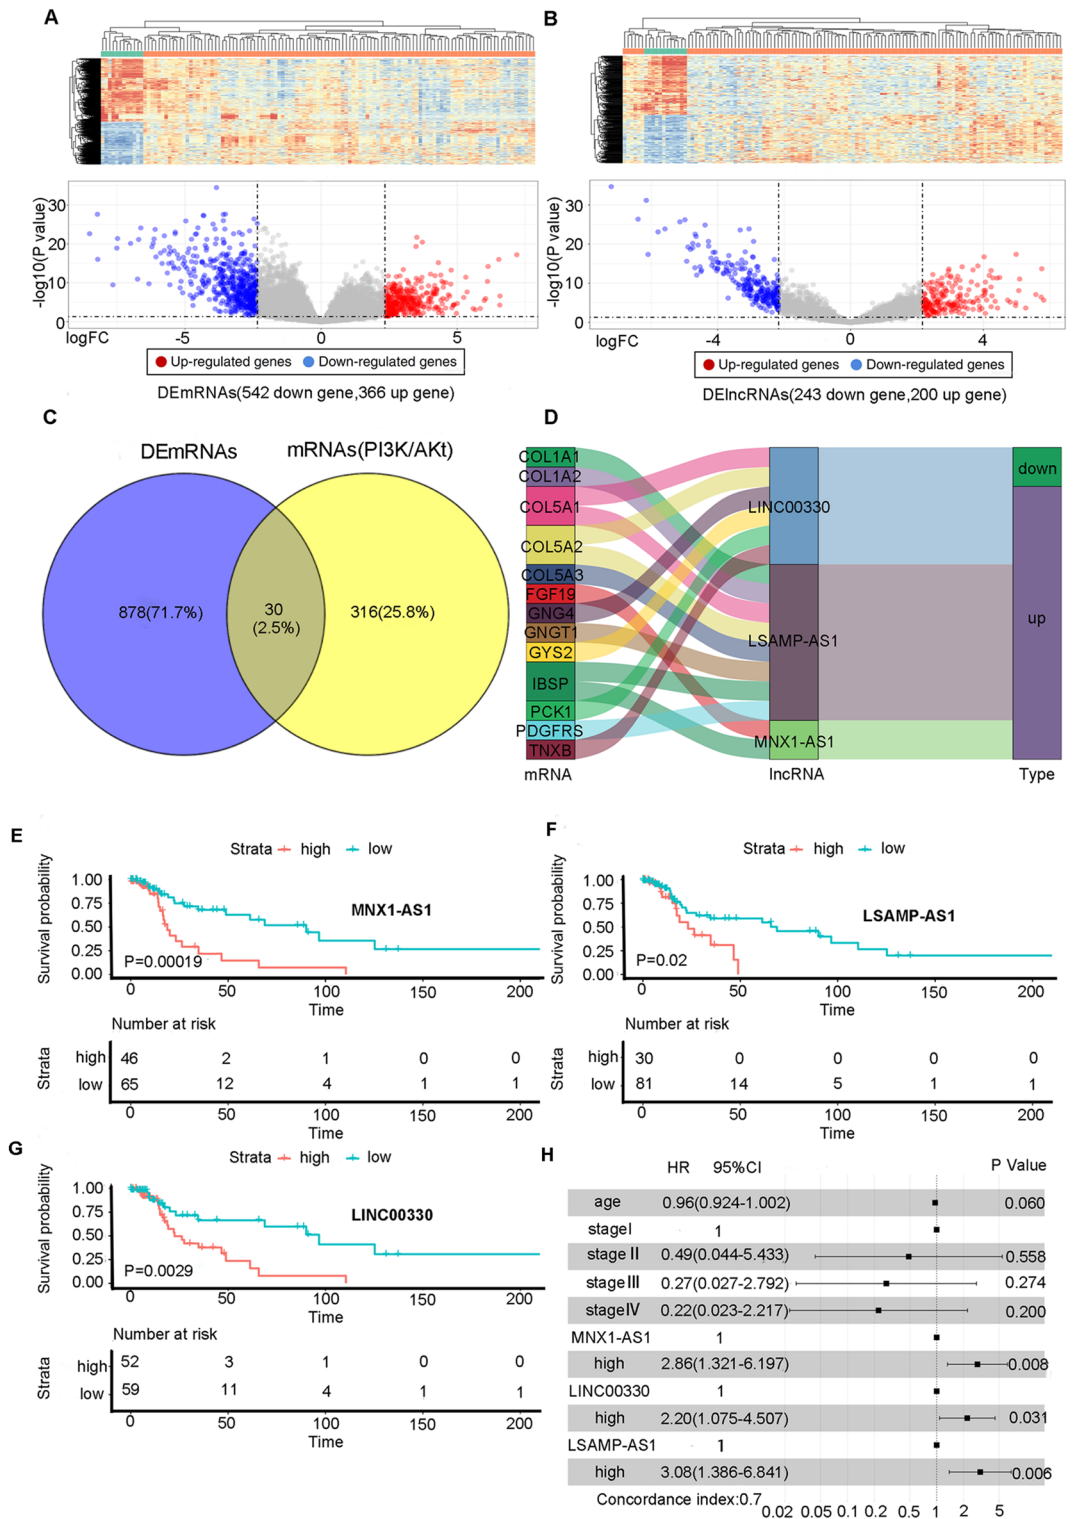 A
B
-log10(P value)
30
20
10
0
-5
0
5
logFC
Up-regulated genes
Down-regulated genes
DEmRNAs(542 down gene,366 up gene)
-log10(P value)
30
20
10
0
-4
0
4
logFC
Up-regulated genes
Down-regulated genes
DElncRNAs(243 down gene,200 up gene)
C
DEmRNAs
mRNAs(PI3K/AKt)
878(71.7%)
30
(2.5%)
316(25.8%)
D
COL1A1
COL1A2
COL5A1
COL5A2
COL5A3
FGF19
GNG4
GNGT1
GYS2
IBSP
PCK1
PDGFRS
TNXB
LINC00330
LSAMP-AS1
MNX1-AS1
down
up
mRNA
lncRNA
Type
E
Strata high low
Survival probability
1.00
0.75
0.50
0.25
0.00
MNX1-AS1
P=0.00019
0 50 100 150 200
Time
Number at risk
Strata
high 46 2 1 0 0
low 65 12 4 1 1
0 50 100 150 200
Time
F
Strata high low
Survival probability
1.00
0.75
0.50
0.25
0.00
LSAMP-AS1
P=0.02
0 50 100 150 200
Time
Number at risk
Strata
high 30 0 0 0 0
low 81 14 5 1 1
0 50 100 150 200
Time
G
Strata high low
Survival probability
1.00
0.75
0.50
0.25
0.00
LINC00330
P=0.0029
0 50 100 150 200
Time
Number at risk
Strata
high 52 3 1 0 0
low 59 11 4 1 1
0 50 100 150 200
Time
H
HR 95%CI P Value
age 0.96(0.924-1.002) 0.060
stageI 1
stage II 0.49(0.044-5.433) 0.558
stage III 0.27(0.027-2.792) 0.274
stageIV 0.22(0.023-2.217) 0.200
MNX1-AS1 1
high 2.86(1.321-6.197) 0.008
LINC00330 1
high 2.20(1.075-4.507) 0.031
LSAMP-AS1 1
high 3.08(1.386-6.841) 0.006
Concordance index:0.7
0.02 0.05 0.1 0.2 0.5 1 2 5